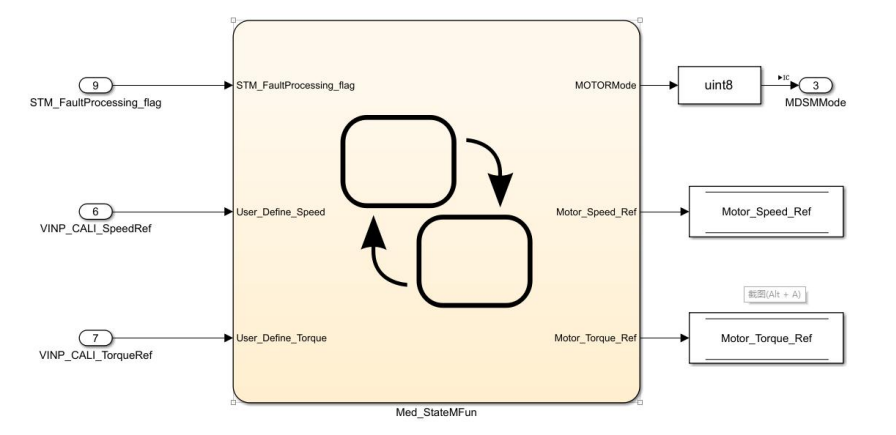 9
STM_FaultProcessing_flag
STM_FaultProcessing_flag
MOTORMode
uint8
IC
3
MDSMMode
6
VINP_CALI_SpeedRef
User_Define_Speed
Motor_Speed_Ref
Motor_Speed_Ref
截图(Alt + A)
7
VINP_CALI_TorqueRef
User_Define_Torque
Motor_Torque_Ref
Motor_Torque_Ref
Med_StateMFun